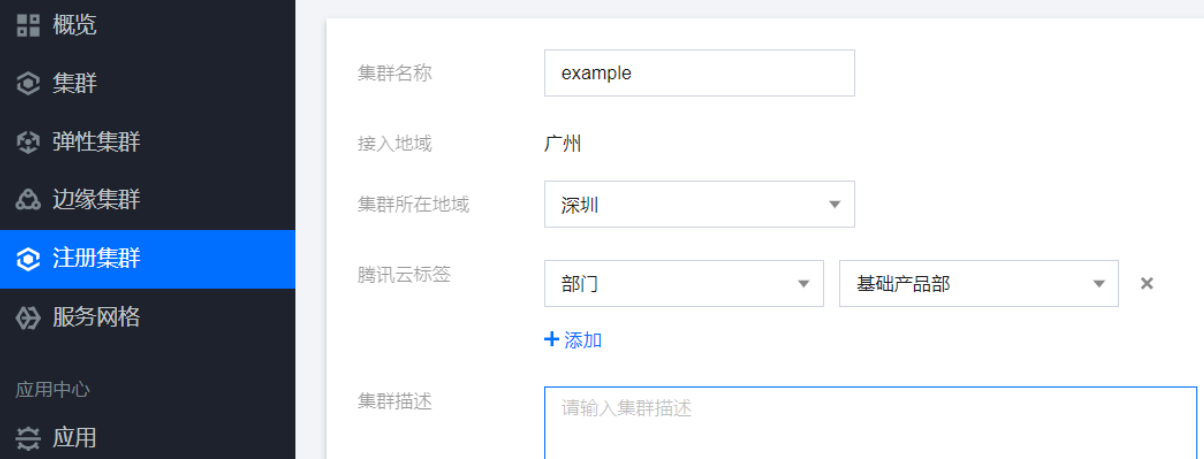 概览
集群
弹性集群
边缘集群
注册集群
服务网格
应用中心
应用
集群名称 example
接入地域 广州
集群所在地域 深圳
腾讯云标签 部门 基础产品部
添加
集群描述 请输入集群描述